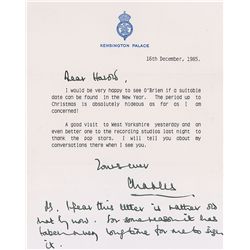 KENSINGTON PALACE
16th December, 1985.
Dear Harold,
I would be very happy to see O'Brien if a suitable
date can be found in the New Year. The period up to
Christmas is absolutely hideous as far as I am
concerned!
A good visit to West Yorkshire yesterday and an
even better one to the recording studios last night to
thank the pop stars. I will tell you about my
conversations there when I see you.
Yours ever
Charles
PS. I fear this letter is rather old
hat by now. For some reason it has
taken a very long time for me to sign
it.